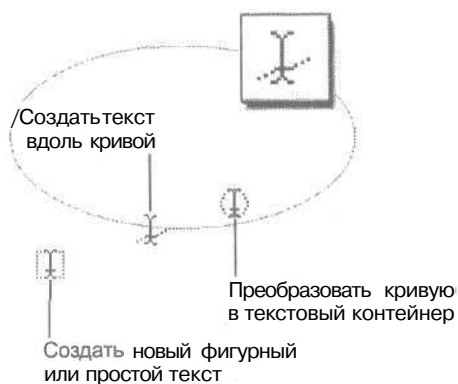 /Создать текст
вдоль кривой
Преобразовать кривую
в текстовый контейнер
Создать новый фигурный
или простой текст